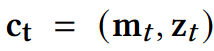 c_t = (m_t, z_t)